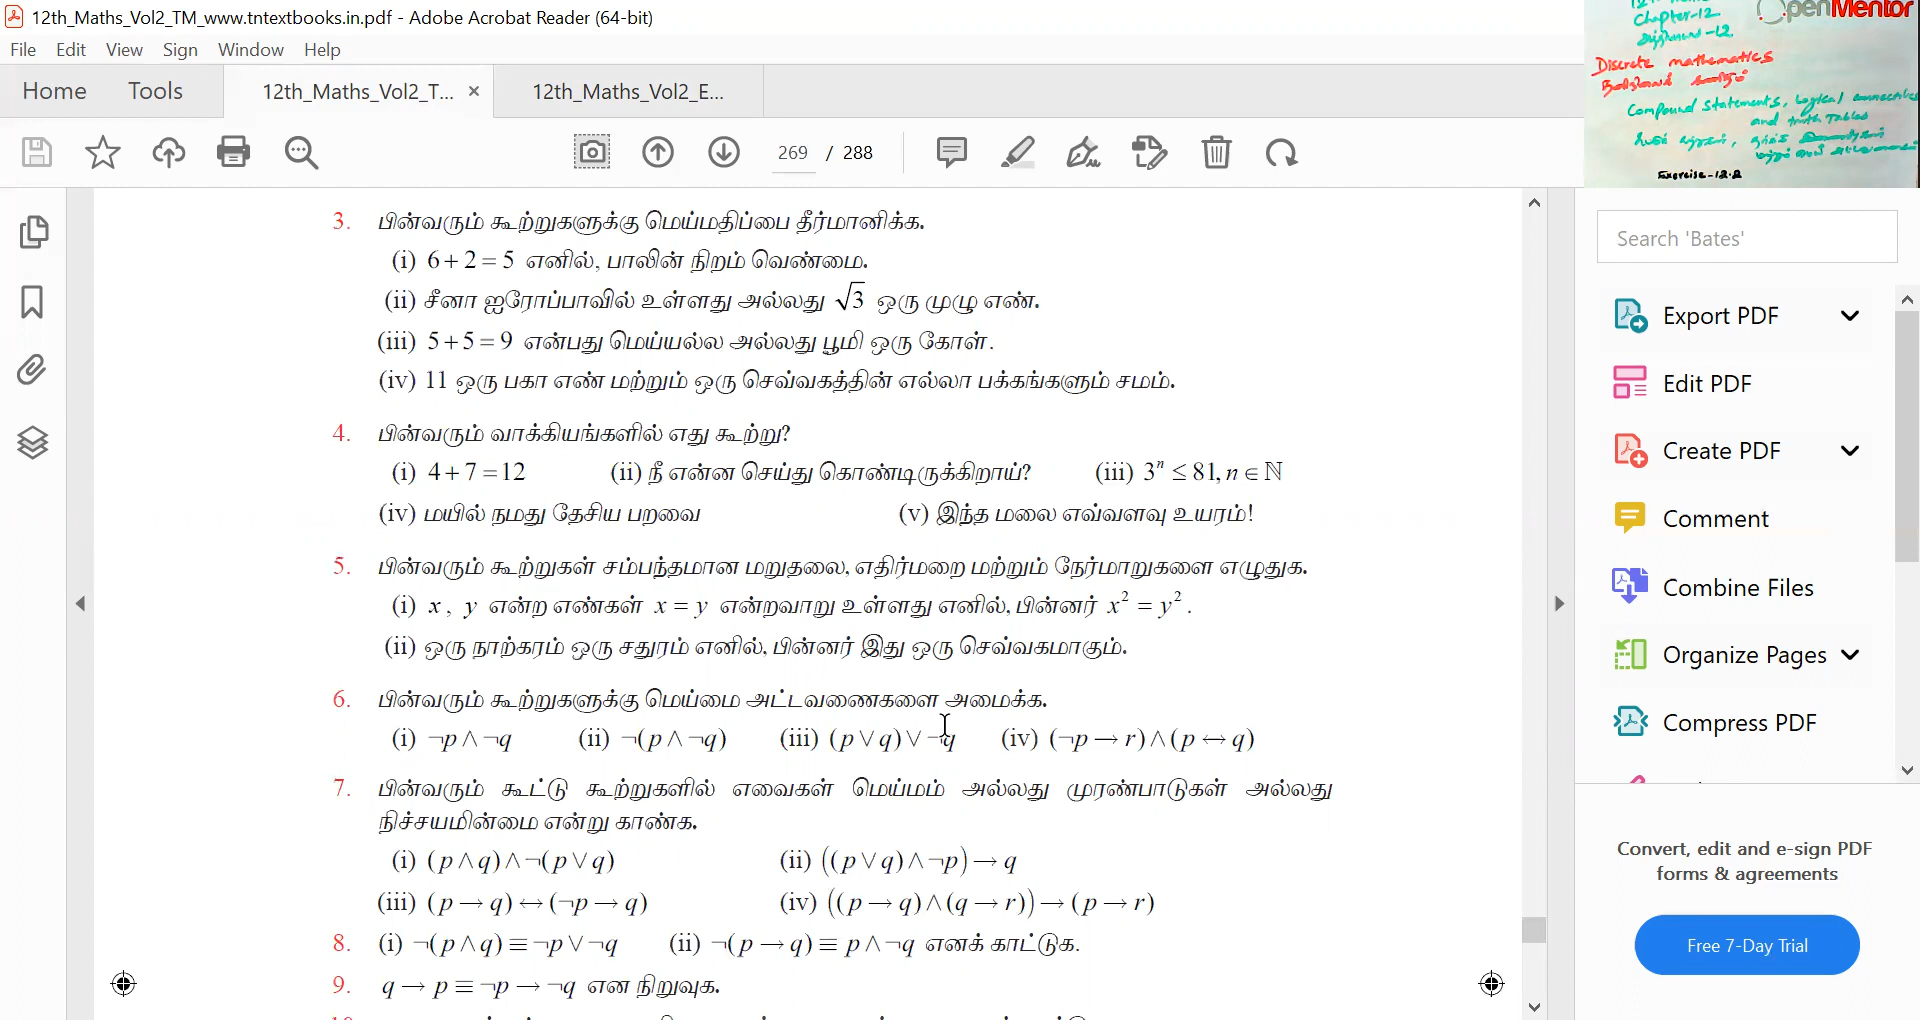 12th_Maths_Vol2_TM_www.tntextbooks.in.pdf - Adobe Acrobat Reader (64-bit)
File Edit View Sign Window Help
Home Tools 12th_Maths_Vol2_T... × 12th_Maths_Vol2_E...
269 / 288
3. பின்வரும் கூற்றுகளுக்கு மெய்மதிப்பை தீர்மானிக்க.
(i) 6 + 2 = 5 எனில், பாலின் நிறம் வெண்மை.
(ii) சீனா ஐரோப்பாவில் உள்ளது அல்லது √3 ஒரு முழு எண்.
(iii) 5 + 5 = 9 என்பது மெய்யல்ல அல்லது பூமி ஒரு கோள்.
(iv) 11 ஒரு பகா எண் மற்றும் ஒரு செவ்வகத்தின் எல்லா பக்கங்களும் சமம்.
4. பின்வரும் வாக்கியங்களில் எது கூற்று?
(i) 4 + 7 = 12 (ii) நீ என்ன செய்து கொண்டிருக்கிறாய்? (iii) 3ⁿ ≤ 81, n ∈ ℕ
(iv) மயில் நமது தேசிய பறவை (v) இந்த மலை எவ்வளவு உயரம்!
5. பின்வரும் கூற்றுகள் சம்பந்தமான மறுதலை, எதிர்மறை மற்றும் நேர்மாறுகளை எழுதுக.
(i) x, y என்ற எண்கள் x = y என்றவாறு உள்ளது எனில், பின்னர் x² = y².
(ii) ஒரு நாற்கரம் ஒரு சதுரம் எனில், பின்னர் இது ஒரு செவ்வகமாகும்.
6. பின்வரும் கூற்றுகளுக்கு மெய்மை அட்டவணைகளை அமைக்க.
(i) ¬p ∧ ¬q (ii) ¬(p ∧ ¬q) (iii) (p ∨ q) ∨ ¬q (iv) (¬p → r) ∧ (p ↔ q)
7. பின்வரும் கூட்டு கூற்றுகளில் எவைகள் மெய்மம் அல்லது முரண்பாடுகள் அல்லது
நிச்சயமின்மை என்று காண்க.
(i) (p ∧ q) ∧ ¬(p ∨ q) (ii) ((p ∨ q) ∧ ¬p) → q
(iii) (p → q) ↔ (¬p → q) (iv) ((p → q) ∧ (q → r)) → (p → r)
8. (i) ¬(p ∧ q) ≡ ¬p ∨ ¬q (ii) ¬(p → q) ≡ p ∧ ¬q எனக் காட்டுக.
9. q → p ≡ ¬p → ¬q என நிறுவுக.
OpenMentor
Chapter-12
Discrete mathematics
Compound statements, Logical connectives
and truth Tables
Exercise-12.2
Search 'Bates'
Export PDF
Edit PDF
Create PDF
Comment
Combine Files
Organize Pages
Compress PDF
Convert, edit and e-sign PDF
forms & agreements
Free 7-Day Trial